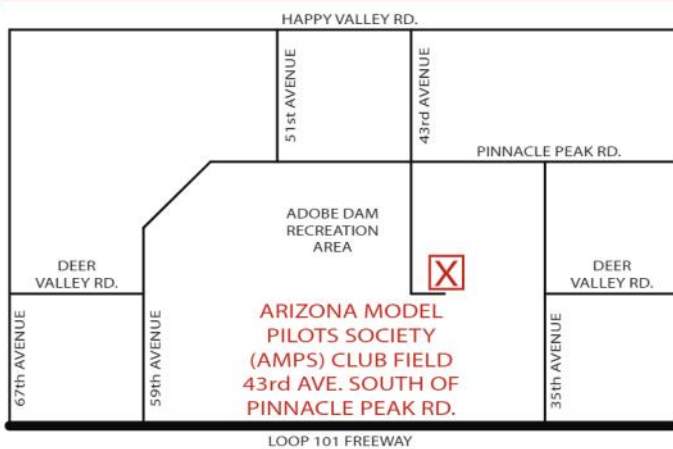 HAPPY VALLEY RD.
51st AVENUE
43rd AVENUE
PINNACLE PEAK RD.
ADOBE DAM
RECREATION
AREA
DEER
VALLEY RD.
X
DEER
VALLEY RD.
67th AVENUE
59th AVENUE
ARIZONA MODEL
PILOTS SOCIETY
(AMPS) CLUB FIELD
43rd AVE. SOUTH OF
PINNACLE PEAK RD.
35th AVENUE
LOOP 101 FREEWAY